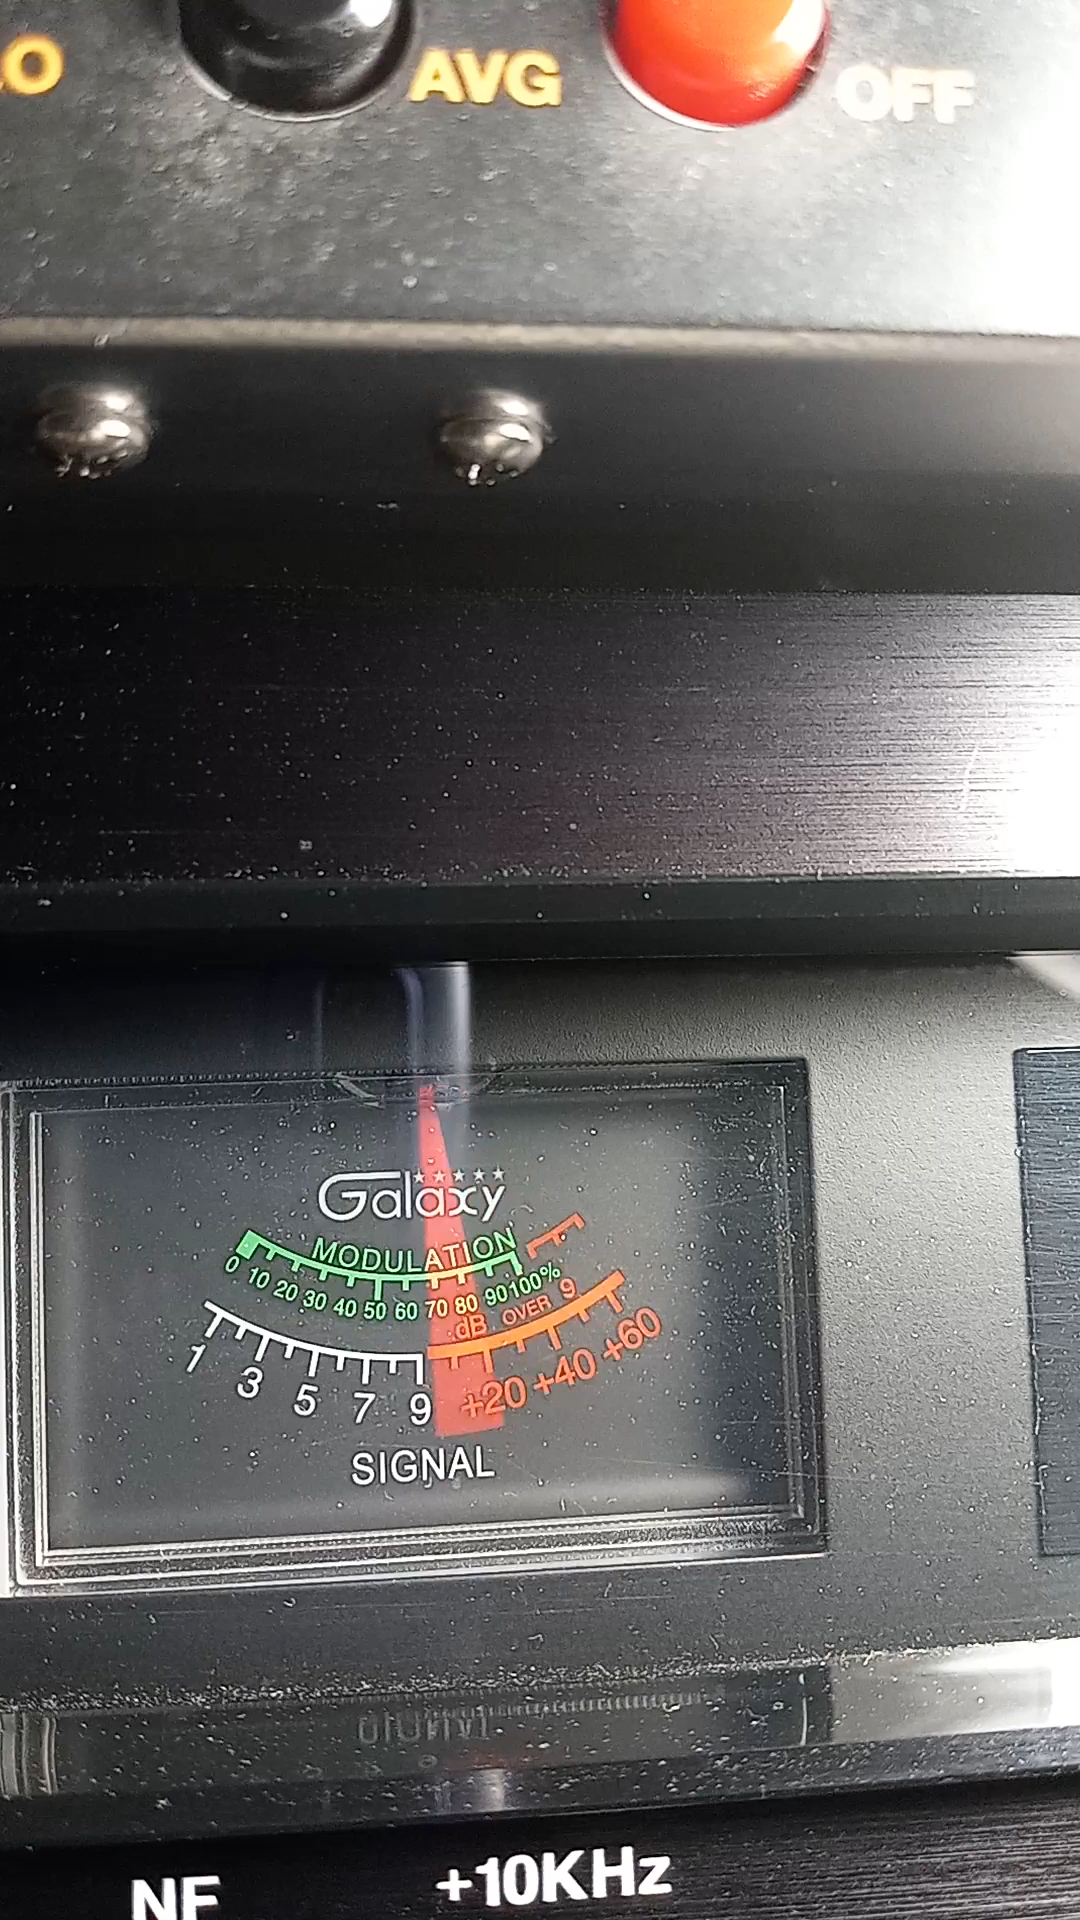 AVG OFF
Galaxy
MODULATION
0 10 20 30 40 50 60 70 80 90 100%
dB OVER 9
1 3 5 7 9 +20 +40 +60
SIGNAL
NF +10KHz